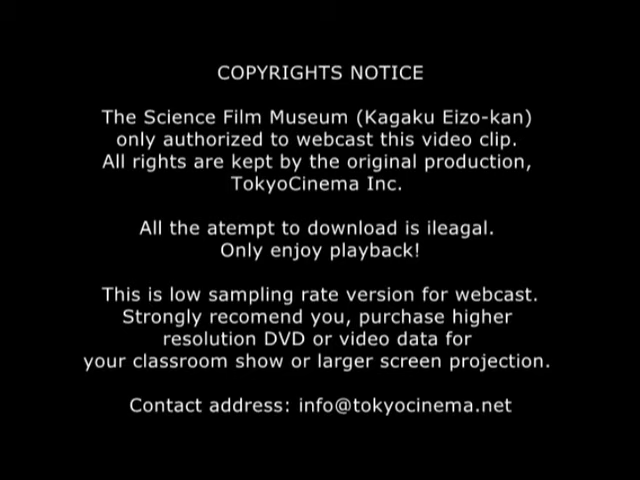 COPYRIGHTS NOTICE
The Science Film Museum (Kagaku Eizo-kan)
only authorized to webcast this video clip.
All rights are kept by the original production,
TokyoCinema Inc.
All the atempt to download is ileagal.
Only enjoy playback!
This is low sampling rate version for webcast.
Strongly recomend you, purchase higher
resolution DVD or video data for
your classroom show or larger screen projection.
Contact address: info@tokyocinema.net